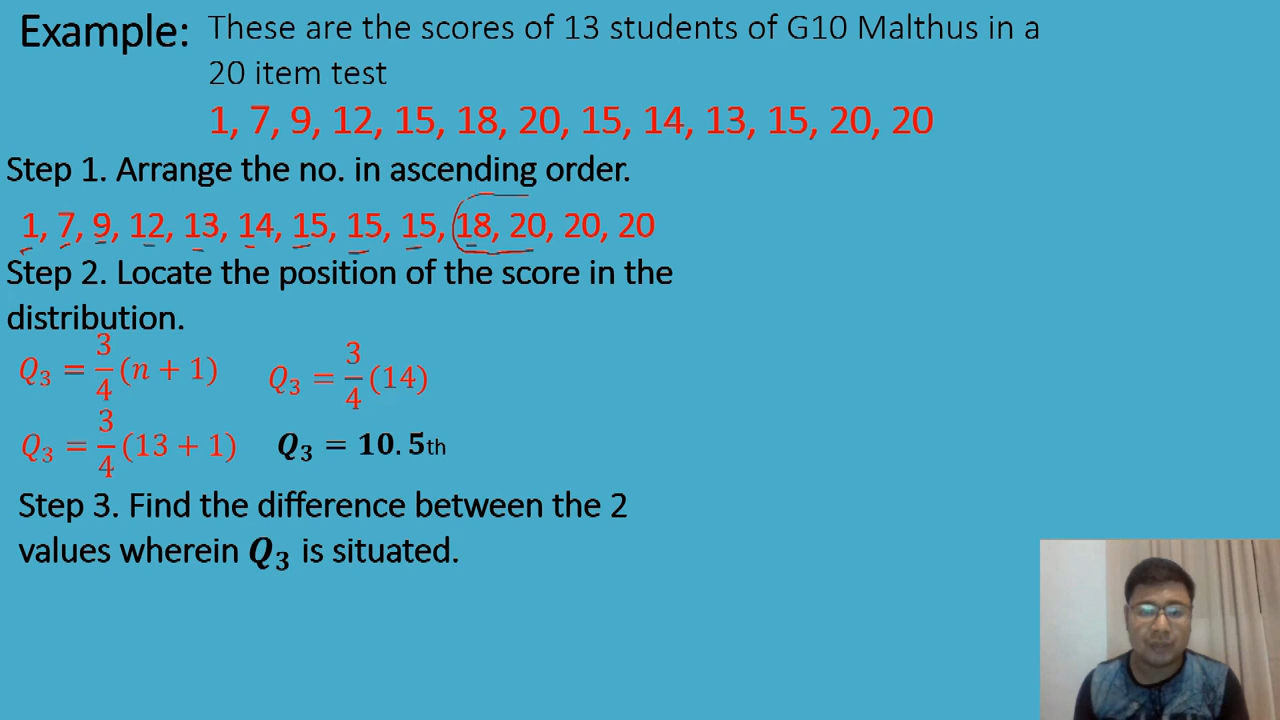 Example: These are the scores of 13 students of G10 Malthus in a
20 item test
1, 7, 9, 12, 15, 18, 20, 15, 14, 13, 15, 20, 20
Step 1. Arrange the no. in ascending order.
1, 7, 9, 12, 13, 14, 15, 15, 15, 18, 20, 20, 20
Step 2. Locate the position of the score in the
distribution.
Q₃ = 3/4 (n + 1) Q₃ = 3/4 (14)
Q₃ = 3/4 (13 + 1) Q₃ = 10.5th
Step 3. Find the difference between the 2
values wherein Q₃ is situated.